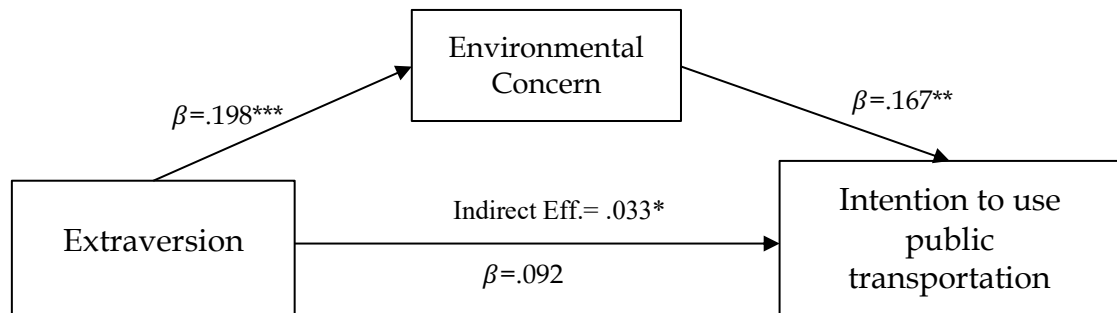 Environmental
Concern
β=.198***
β=.167**
Extraversion
Indirect Eff.= .033*
β=.092
Intention to use
public
transportation